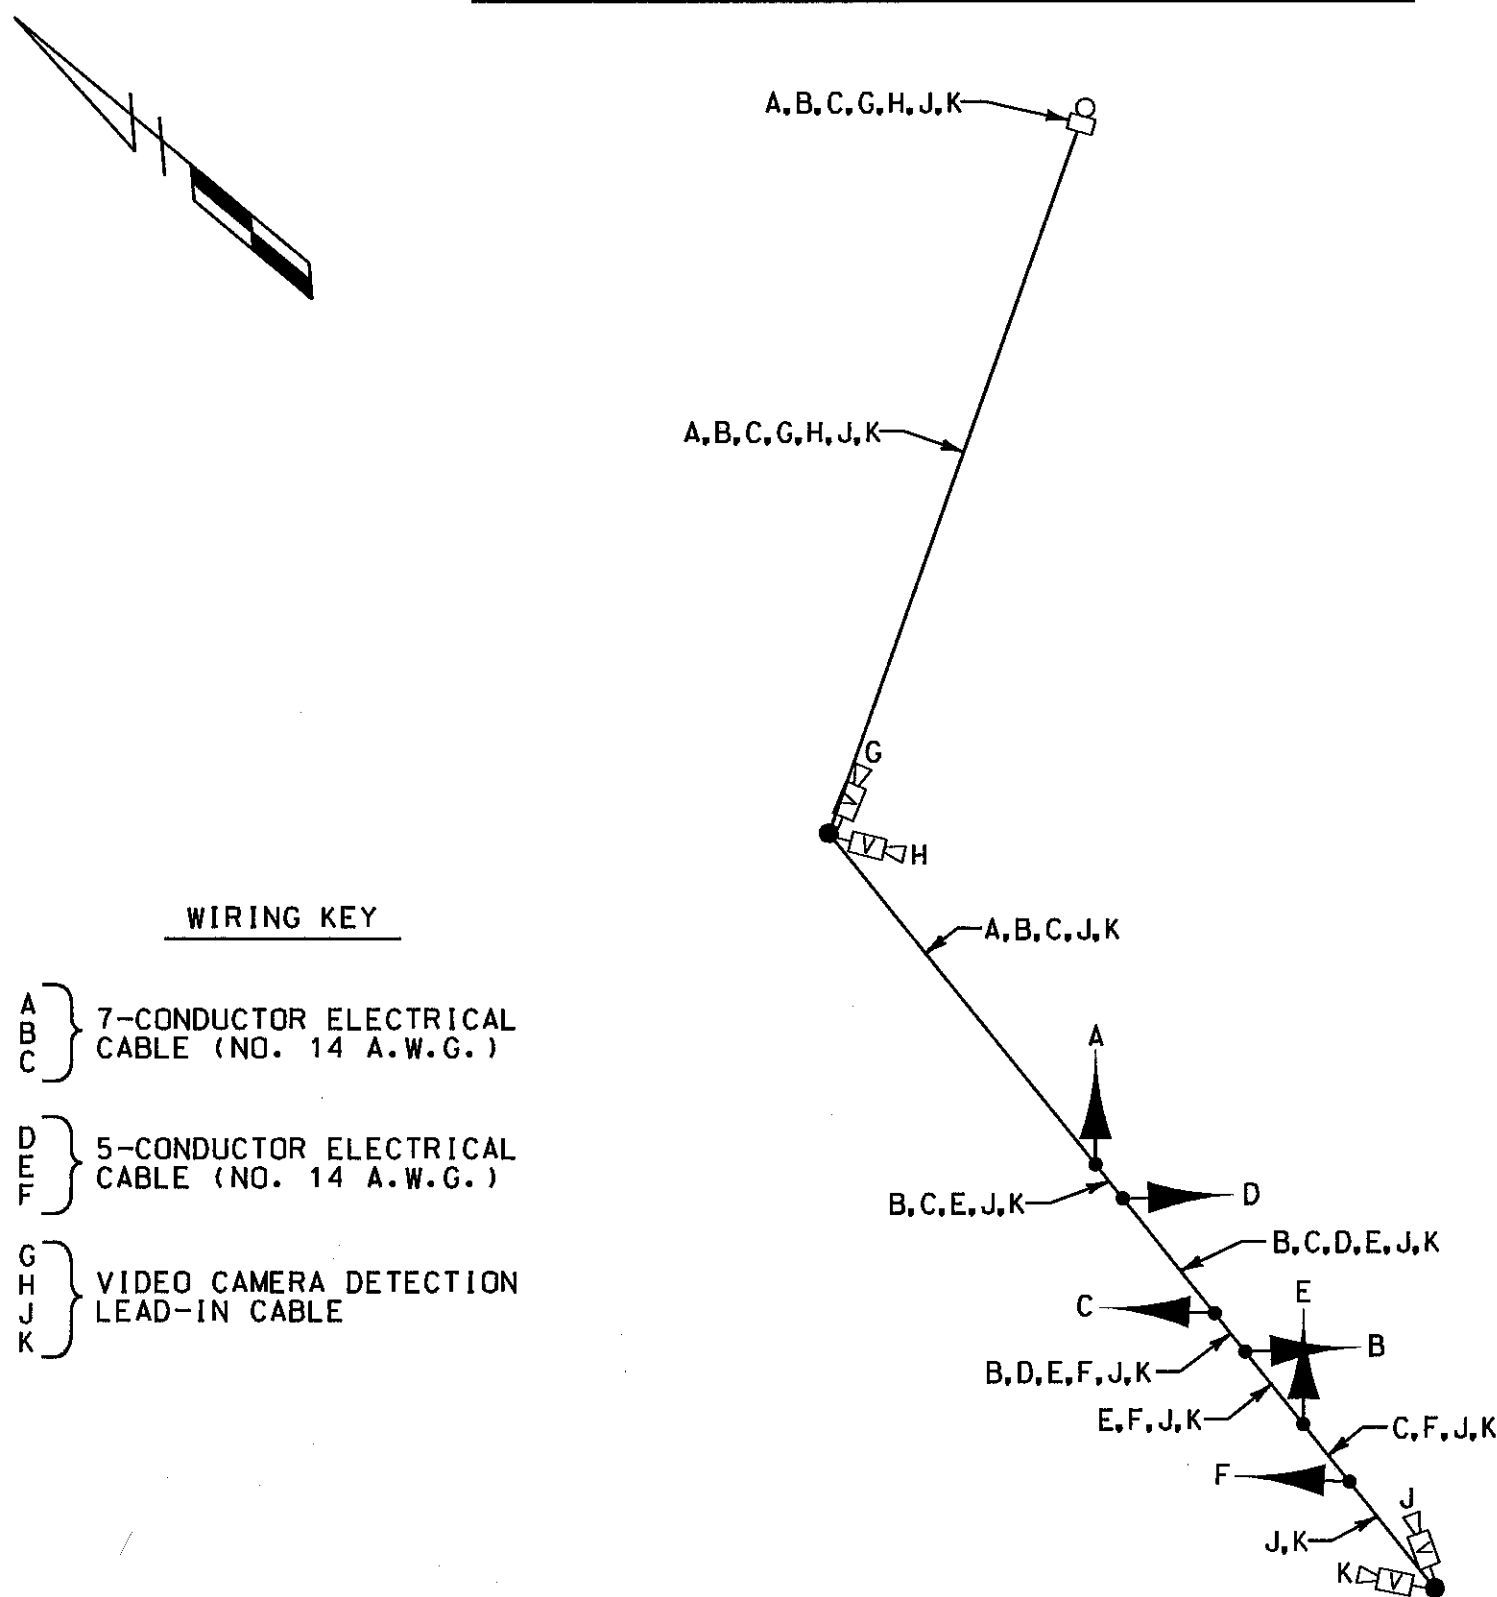 A,B,C,G,H,J,K
A,B,C,G,H,J,K
G
V
V
H
A,B,C,J,K
A
B,C,E,J,K
D
B,C,D,E,J,K
C
E
B
B,D,E,F,J,K
E,F,J,K
C,F,J,K
F
J
J,K
V
K
V
WIRING KEY
A
B
C
7-CONDUCTOR ELECTRICAL
CABLE (NO. 14 A.W.G.)
D
E
F
5-CONDUCTOR ELECTRICAL
CABLE (NO. 14 A.W.G.)
G
H
J
K
VIDEO CAMERA DETECTION
LEAD-IN CABLE